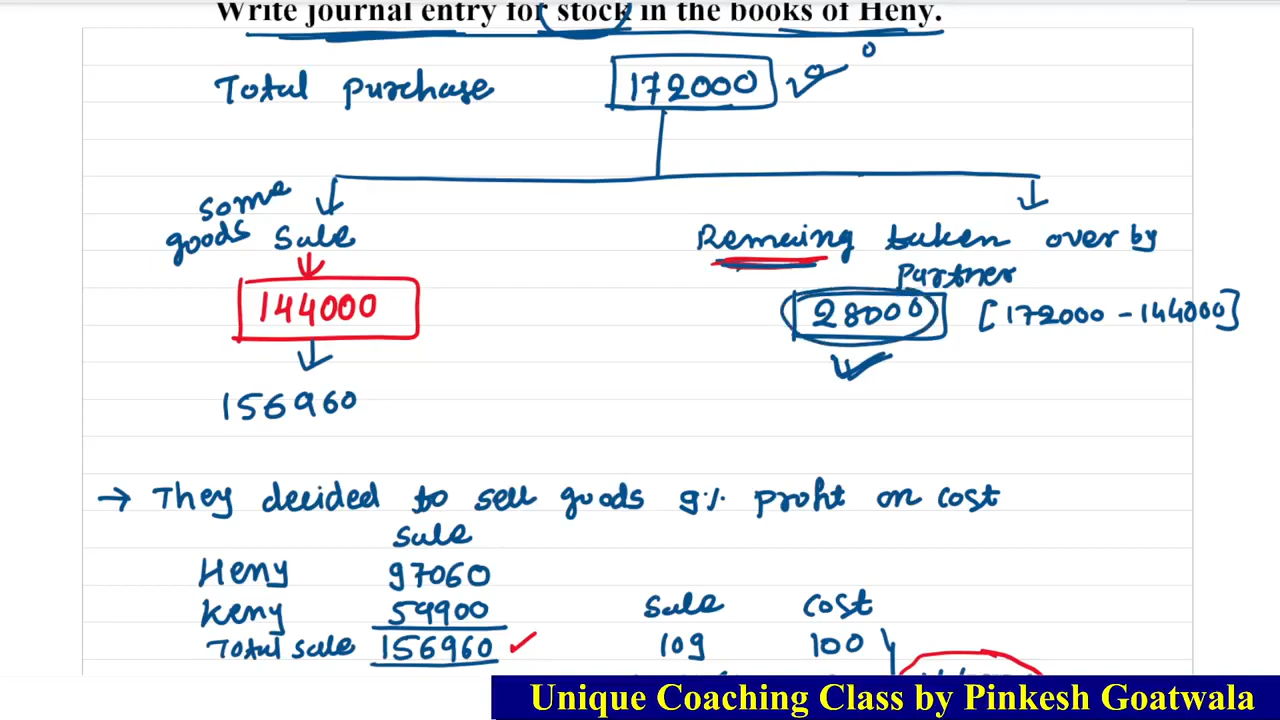 Write journal entry for stock in the books of Heny.
Total purchase 172000
some goods Sale
Remaing taken over by partner
144000
28000 [172000 - 144000]
156960
→ They decided to sell goods 9% profit on cost
Sale
Heny 97060
Keny 59900
Total sale 156960
Sale Cost
109 100
Unique Coaching Class by Pinkesh Goatwala